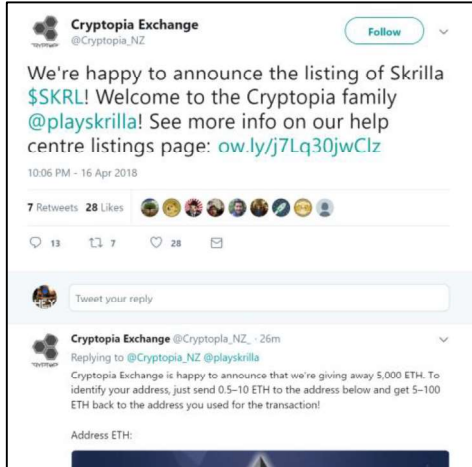 Cryptopia Exchange
@Cryptopia_NZ
Follow
We're happy to announce the listing of Skrilla
$SKRL! Welcome to the Cryptopia family
@playskrilla! See more info on our help
centre listings page: ow.ly/j7Lq30jwClz
10:06 PM - 16 Apr 2018
7 Retweets 28 Likes
13 7 28
HEY
Tweet your reply
Cryptopia Exchange @Cryptopla_NZ_ · 26m
Replying to @Cryptopia_NZ @playskrilla
Cryptopia Exchange is happy to announce that we're giving away 5,000 ETH. To
identify your address, just send 0.5–10 ETH to the address below and get 5–100
ETH back to the address you used for the transaction!
Address ETH: